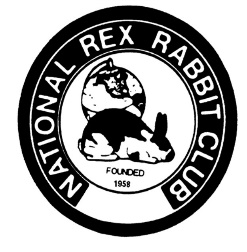 NATIONAL REX RABBIT CLUB
FOUNDED
1958